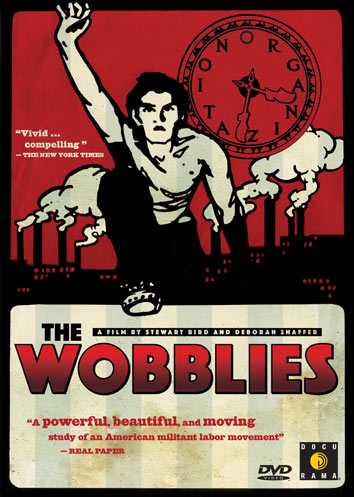 ORGANIZATION
“Vivid ...
compelling”
— THE NEW YORK TIMES
THE
A FILM BY STEWART BIRD AND DEBORAH SHAFFER
WOBBLIES
“A powerful, beautiful, and moving
study of an American militant labor movement”
— REAL PAPER
DVD
VIDEO
DOCU
RAMA